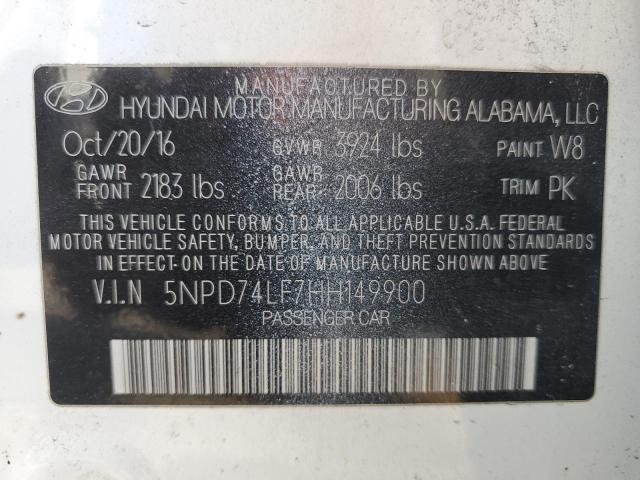 MANUFACTURED BY
HYUNDAI MOTOR MANUFACTURING ALABAMA, LLC
Oct/20/16 GVWR 3924 lbs PAINT W8
GAWR FRONT 2183 lbs GAWR REAR 2006 lbs TRIM PK
THIS VEHICLE CONFORMS TO ALL APPLICABLE U.S.A. FEDERAL
MOTOR VEHICLE SAFETY, BUMPER, AND THEFT PREVENTION STANDARDS
IN EFFECT ON THE DATE OF MANUFACTURE SHOWN ABOVE.
V.I.N 5NPD74LF7HH149900
PASSENGER CAR